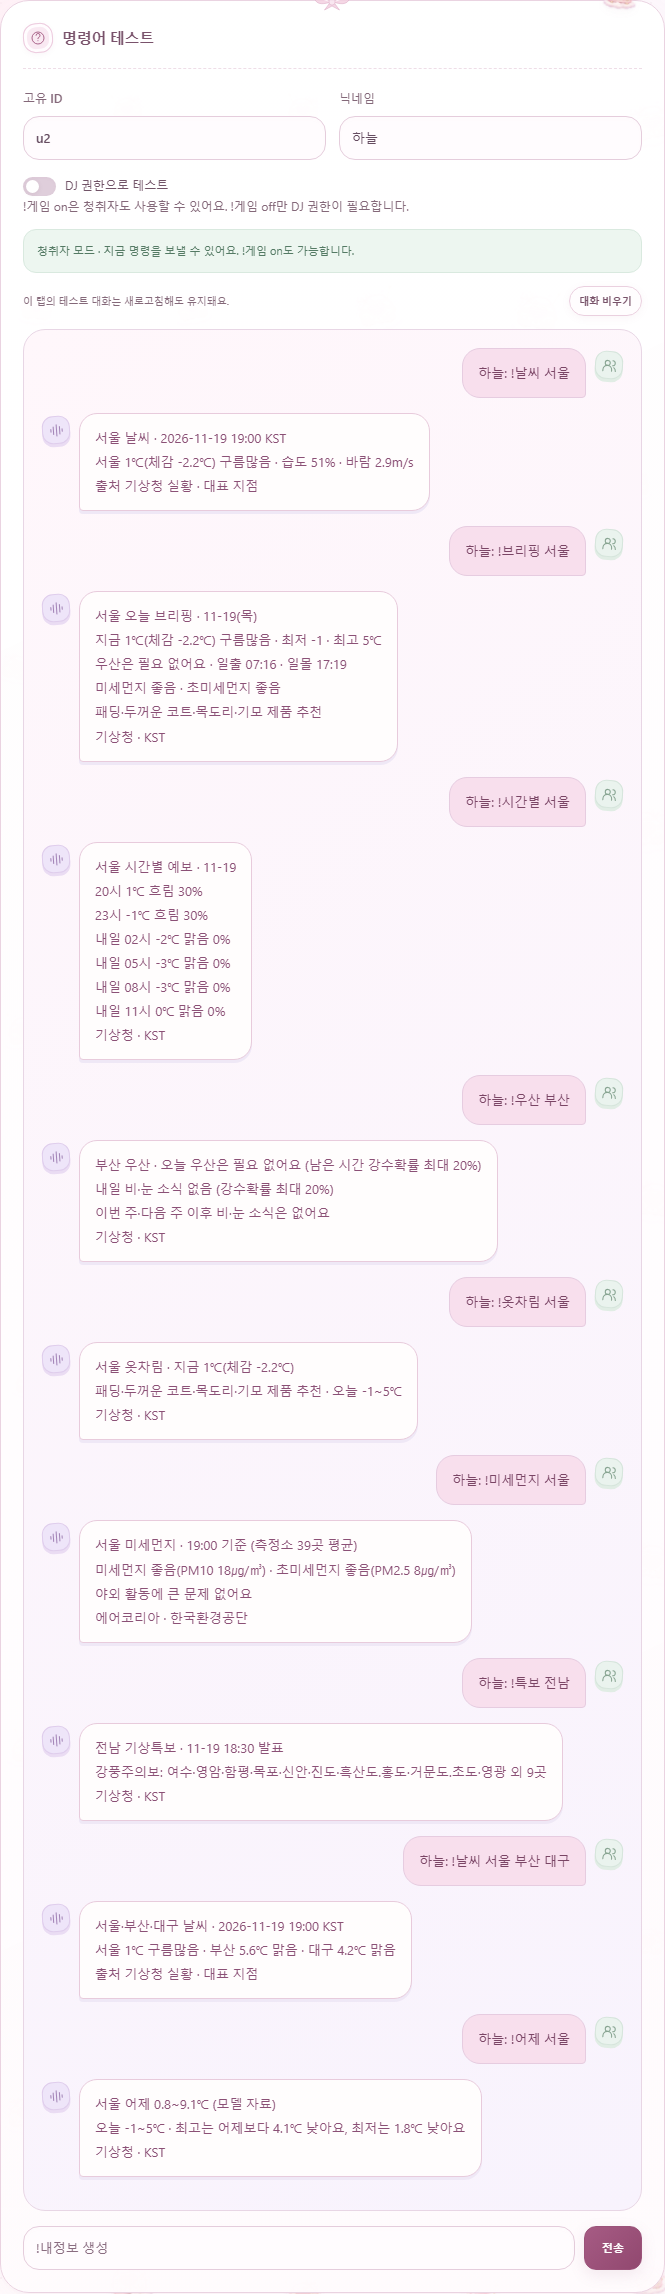 명령어 테스트
고유 ID
닉네임
u2
하늘
DJ 권한으로 테스트
!게임 on은 청취자도 사용할 수 있어요. !게임 off만 DJ 권한이 필요합니다.
청취자 모드 · 지금 명령을 보낼 수 있어요. !게임 on도 가능합니다.
이 탭의 테스트 대화는 새로고침해도 유지돼요.
대화 비우기
하늘: !날씨 서울
서울 날씨 · 2026-11-19 19:00 KST
서울 1℃(체감 -2.2℃) 구름많음 · 습도 51% · 바람 2.9m/s
출처 기상청 실황 · 대표 지점
하늘: !브리핑 서울
서울 오늘 브리핑 · 11-19(목)
지금 1℃(체감 -2.2℃) 구름많음 · 최저 -1 · 최고 5℃
우산은 필요 없어요 · 일출 07:16 · 일몰 17:19
미세먼지 좋음 · 초미세먼지 좋음
패딩·두꺼운 코트·목도리·기모 제품 추천
기상청 · KST
하늘: !시간별 서울
서울 시간별 예보 · 11-19
20시 1℃ 흐림 30%
23시 -1℃ 흐림 30%
내일 02시 -2℃ 맑음 0%
내일 05시 -3℃ 맑음 0%
내일 08시 -3℃ 맑음 0%
내일 11시 0℃ 맑음 0%
기상청 · KST
하늘: !우산 부산
부산 우산 · 오늘 우산은 필요 없어요 (남은 시간 강수확률 최대 20%)
내일 비·눈 소식 없음 (강수확률 최대 20%)
이번 주·다음 주 이후 비·눈 소식은 없어요
기상청 · KST
하늘: !옷차림 서울
서울 옷차림 · 지금 1℃(체감 -2.2℃)
패딩·두꺼운 코트·목도리·기모 제품 추천 · 오늘 -1~5℃
기상청 · KST
하늘: !미세먼지 서울
서울 미세먼지 · 19:00 기준 (측정소 39곳 평균)
미세먼지 좋음(PM10 18㎍/㎥) · 초미세먼지 좋음(PM2.5 8㎍/㎥)
야외 활동에 큰 문제 없어요
에어코리아 · 한국환경공단
하늘: !특보 전남
전남 기상특보 · 11-19 18:30 발표
강풍주의보: 여수·영암·함평·목포·신안·진도·흑산도.홍도·거문도.초도·영광 외 9곳
기상청 · KST
하늘: !날씨 서울 부산 대구
서울·부산·대구 날씨 · 2026-11-19 19:00 KST
서울 1℃ 구름많음 · 부산 5.6℃ 맑음 · 대구 4.2℃ 맑음
출처 기상청 실황 · 대표 지점
하늘: !어제 서울
서울 어제 0.8~9.1℃ (모델 자료)
오늘 -1~5℃ · 최고는 어제보다 4.1℃ 낮아요, 최저는 1.8℃ 낮아요
기상청 · KST
!내정보 생성
전송